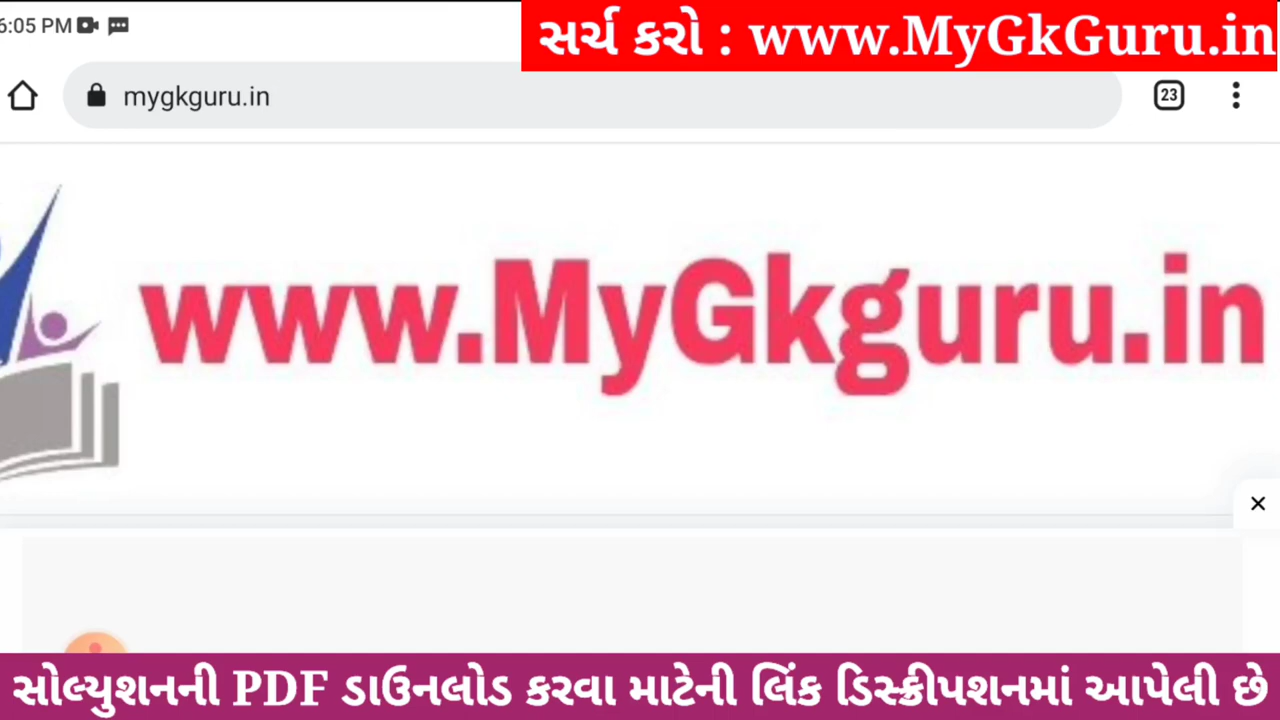 6:05 PM
સર્ચ કરો : www.MyGkGuru.in
mygkguru.in
23
www.MyGkguru.in
સોલ્યુશનની PDF ડાઉનલોડ કરવા માટેની લિંક ડિસ્ક્રીપશનમાં આપેલી છે